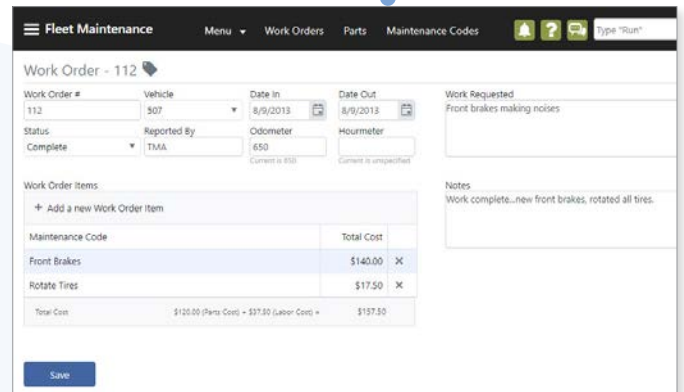 Fleet Maintenance Menu Work Orders Parts Maintenance Codes ? Type "Run"
Work Order - 112
Work Order # Vehicle Date In Date Out Work Requested
112 507 8/9/2013 8/9/2013 Front brakes making noises
Status Reported By Odometer Hourmeter
Complete TMA 650
Current is 650 Current is unspecified
Work Order Items Notes
+ Add a new Work Order Item Work complete...new front brakes, rotated all tires.
Maintenance Code Total Cost
Front Brakes $140.00 ×
Rotate Tires $17.50 ×
Total Cost $120.00 (Parts Cost) + $37.50 (Labor Cost) = $157.50
Save